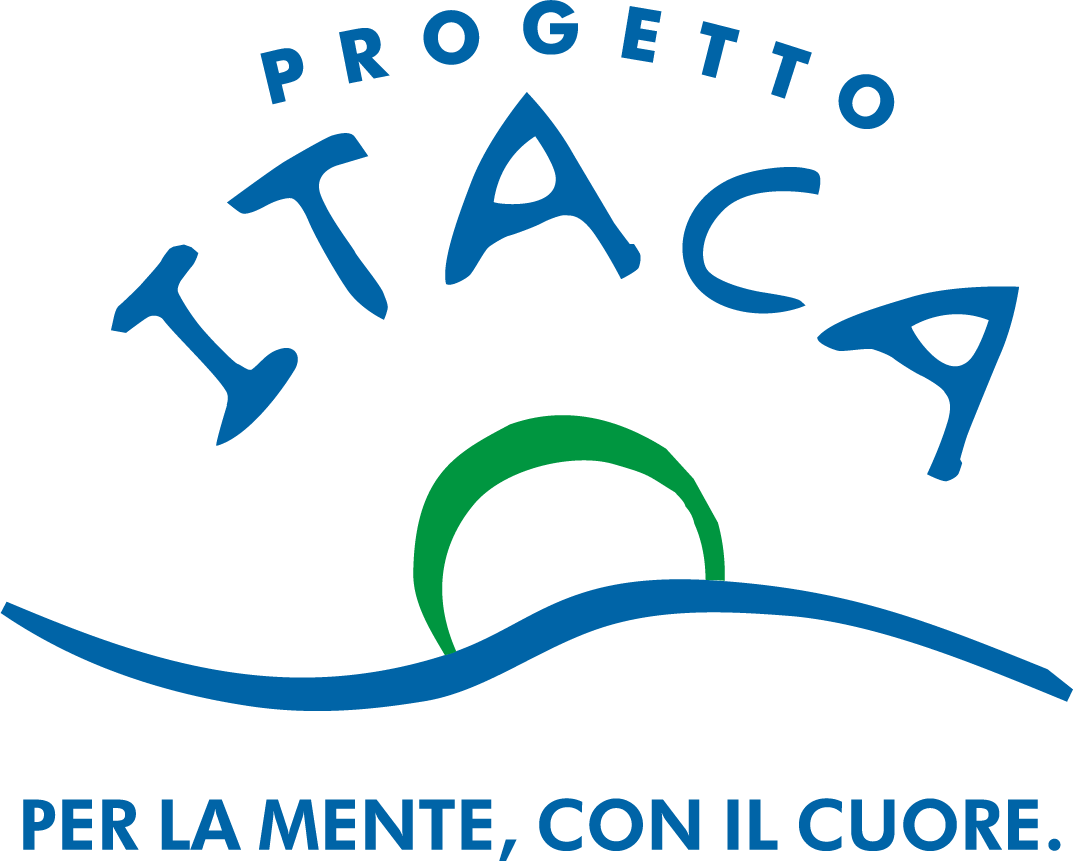 PROGETTO
ITACA
PER LA MENTE, CON IL CUORE.